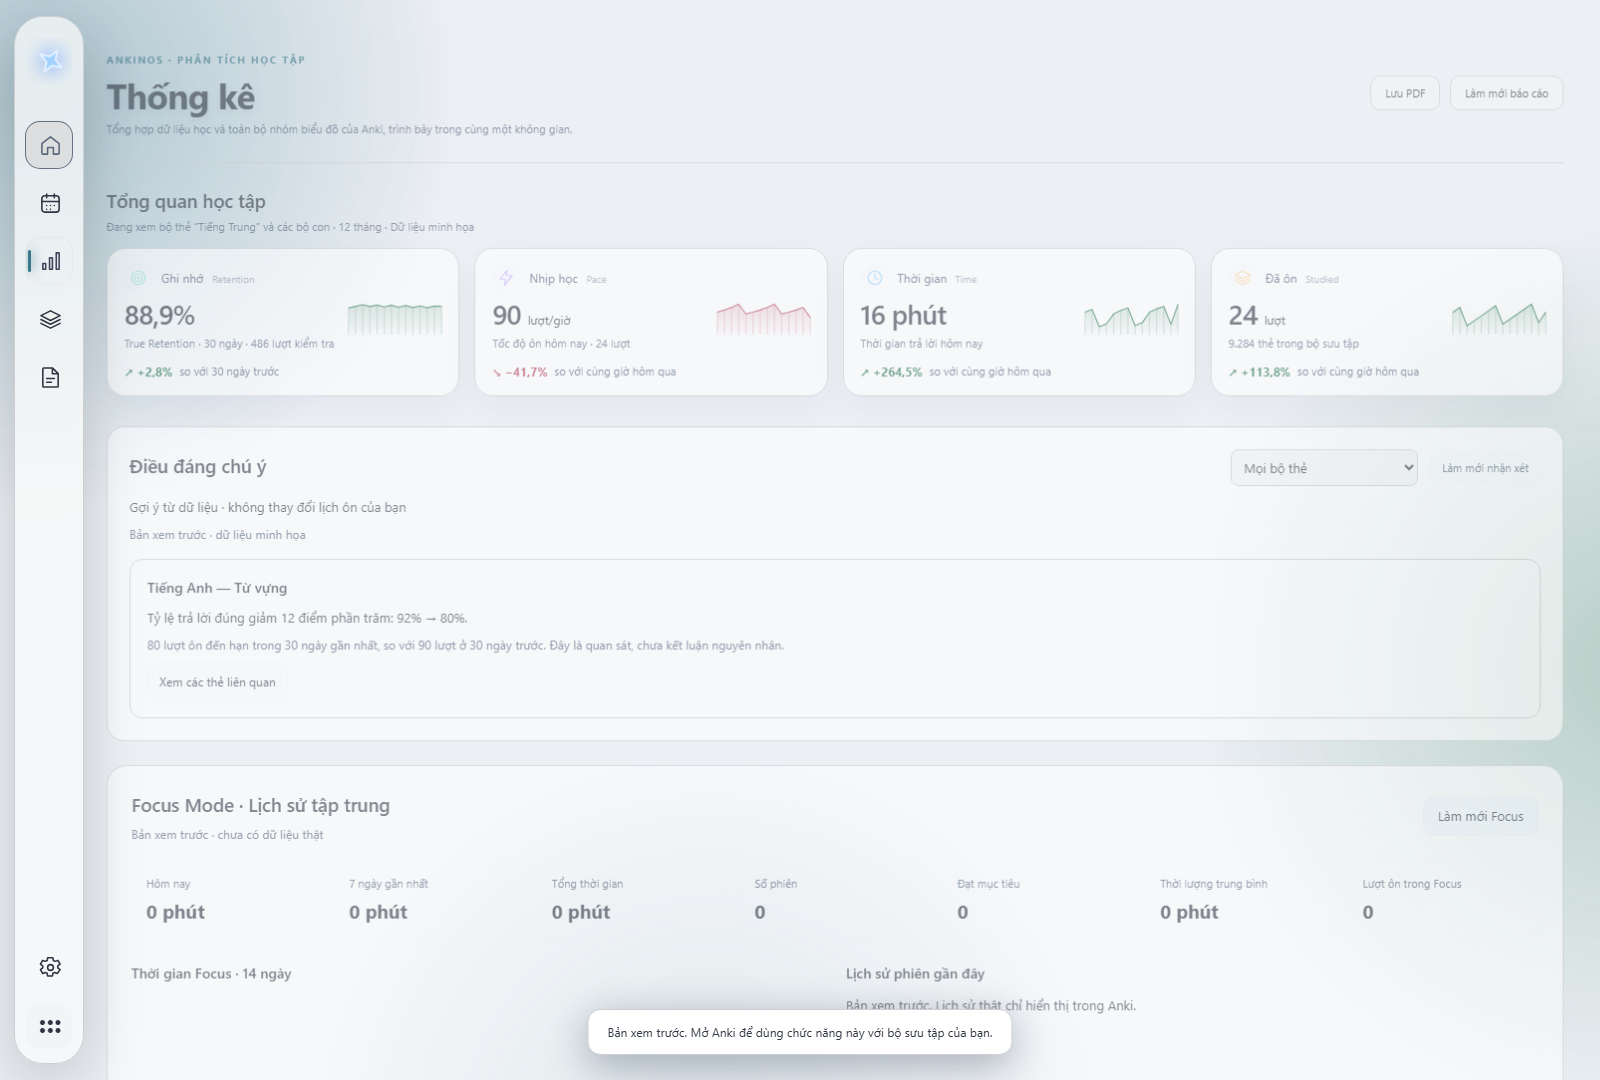 ANKINOS · PHÂN TÍCH HỌC TẬP
Thống kê
Tổng hợp dữ liệu học và toàn bộ nhóm biểu đồ của Anki, trình bày trong cùng một không gian.
Lưu PDF
Làm mới báo cáo
Tổng quan học tập
Đang xem bộ thẻ "Tiếng Trung" và các bộ con · 12 tháng · Dữ liệu minh họa
Ghi nhớ Retention
88,9%
True Retention · 30 ngày · 486 lượt kiểm tra
↗ +2,8% so với 30 ngày trước
Nhịp học Pace
90 lượt/giờ
Tốc độ ôn hôm nay · 24 lượt
↘ −41,7% so với cùng giờ hôm qua
Thời gian Time
16 phút
Thời gian trả lời hôm nay
↗ +264,5% so với cùng giờ hôm qua
Đã ôn Studied
24 lượt
9.284 thẻ trong bộ sưu tập
↗ +113,8% so với cùng giờ hôm qua
Điều đáng chú ý
Mọi bộ thẻ
Làm mới nhận xét
Gợi ý từ dữ liệu · không thay đổi lịch ôn của bạn
Bản xem trước · dữ liệu minh họa
Tiếng Anh — Từ vựng
Tỷ lệ trả lời đúng giảm 12 điểm phần trăm: 92% → 80%.
80 lượt ôn đến hạn trong 30 ngày gần nhất, so với 90 lượt ở 30 ngày trước. Đây là quan sát, chưa kết luận nguyên nhân.
Xem các thẻ liên quan
Focus Mode · Lịch sử tập trung
Bản xem trước · chưa có dữ liệu thật
Làm mới Focus
Hôm nay
0 phút
7 ngày gần nhất
0 phút
Tổng thời gian
0 phút
Số phiên
0
Đạt mục tiêu
0
Thời lượng trung bình
0 phút
Lượt ôn trong Focus
0
Thời gian Focus · 14 ngày
Lịch sử phiên gần đây
Bản xem trước. Lịch sử thật chỉ hiển thị trong Anki.
Bản xem trước. Mở Anki để dùng chức năng này với bộ sưu tập của bạn.